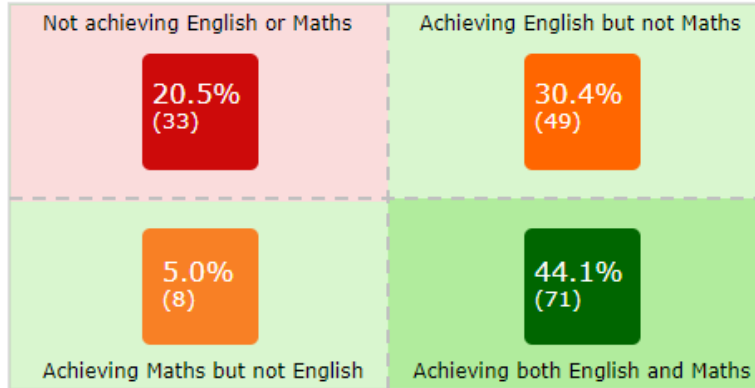 Not achieving English or Maths
Achieving English but not Maths
20.5%
(33)
30.4%
(49)
5.0%
(8)
44.1%
(71)
Achieving Maths but not English
Achieving both English and Maths